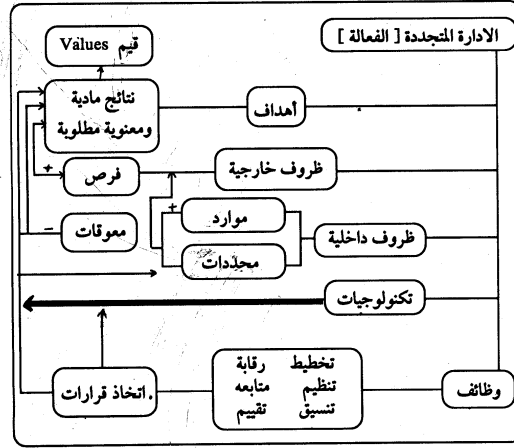 الادارة المتجددة [ الفعالة ]
قيم Values
نتائج مادية
ومعنوية مطلوبة
أهداف
ظروف خارجية
فرص
+
موارد
+
معوقات
–
ظروف داخلية
محددات
تكنولوجيات
وظائف
تخطيط رقابة
تنظيم متابعه
تنسيق تقييم
اتخاذ قرارات.